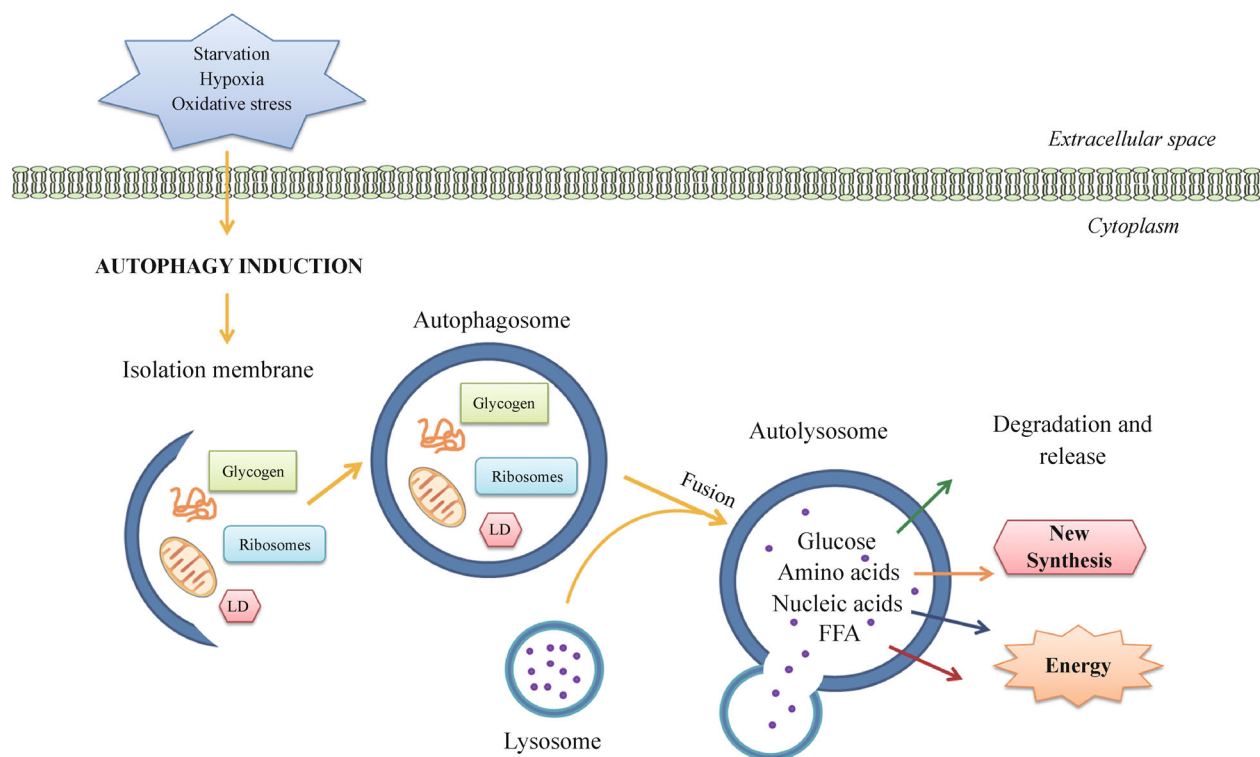 Starvation
Hypoxia
Oxidative stress
Extracellular space
Cytoplasm
AUTOPHAGY INDUCTION
Isolation membrane
Glycogen
Ribosomes
LD
Autophagosome
Glycogen
Ribosomes
LD
Fusion
Lysosome
Autolysosome
Glucose
Amino acids
Nucleic acids
FFA
Degradation and
release
New
Synthesis
Energy